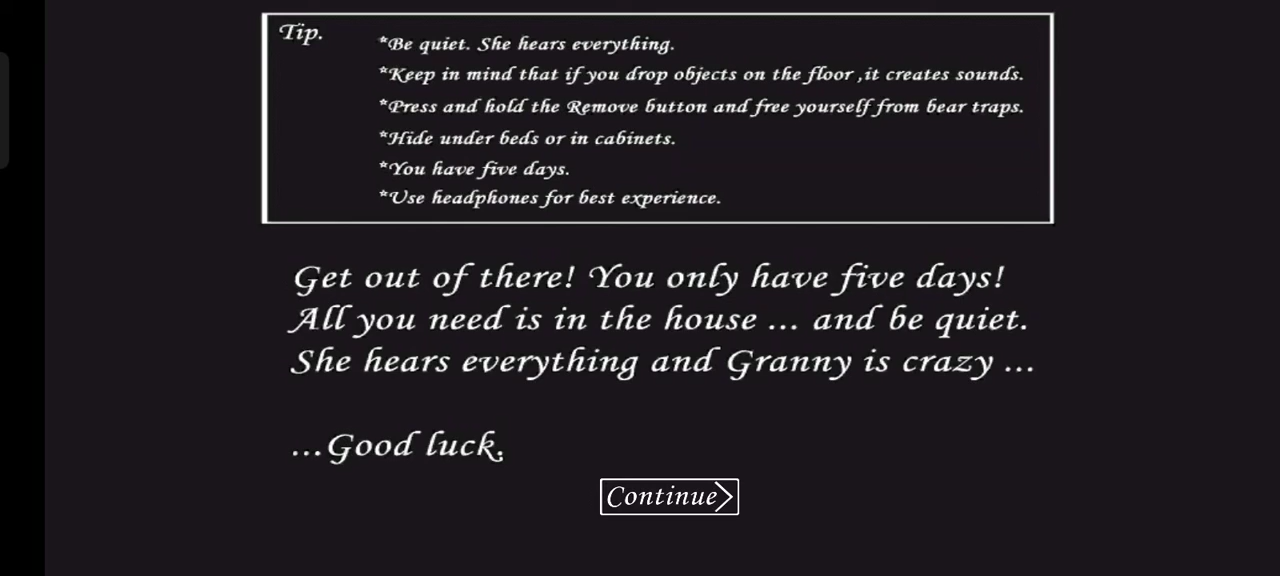 Tip.
*Be quiet. She hears everything.
*Keep in mind that if you drop objects on the floor ,it creates sounds.
*Press and hold the Remove button and free yourself from bear traps.
*Hide under beds or in cabinets.
*You have five days.
*Use headphones for best experience.
Get out of there! You only have five days!
All you need is in the house ... and be quiet.
She hears everything and Granny is crazy ...
...Good luck.
Continue>